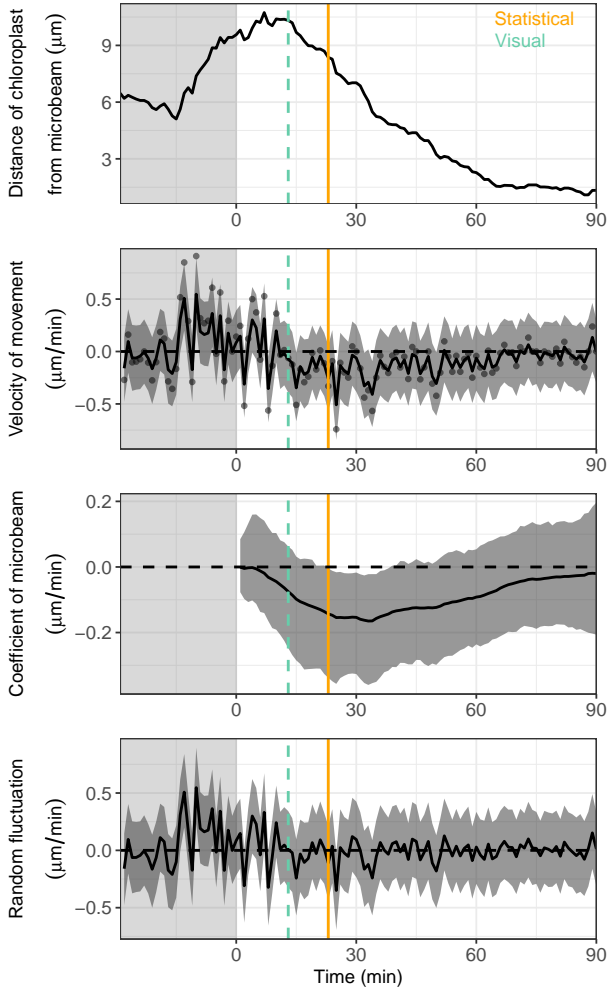 Distance of chloroplast
from microbeam (μm)
Statistical
Visual
9
6
3
0
30
60
90
Velocity of movement
(μm/min)
0.5
0.0
−0.5
0
30
60
90
Coefficient of microbeam
(μm/min)
0.2
0.0
−0.2
0
30
60
90
Random fluctuation
(μm/min)
0.5
0.0
−0.5
0
30
60
90
Time (min)